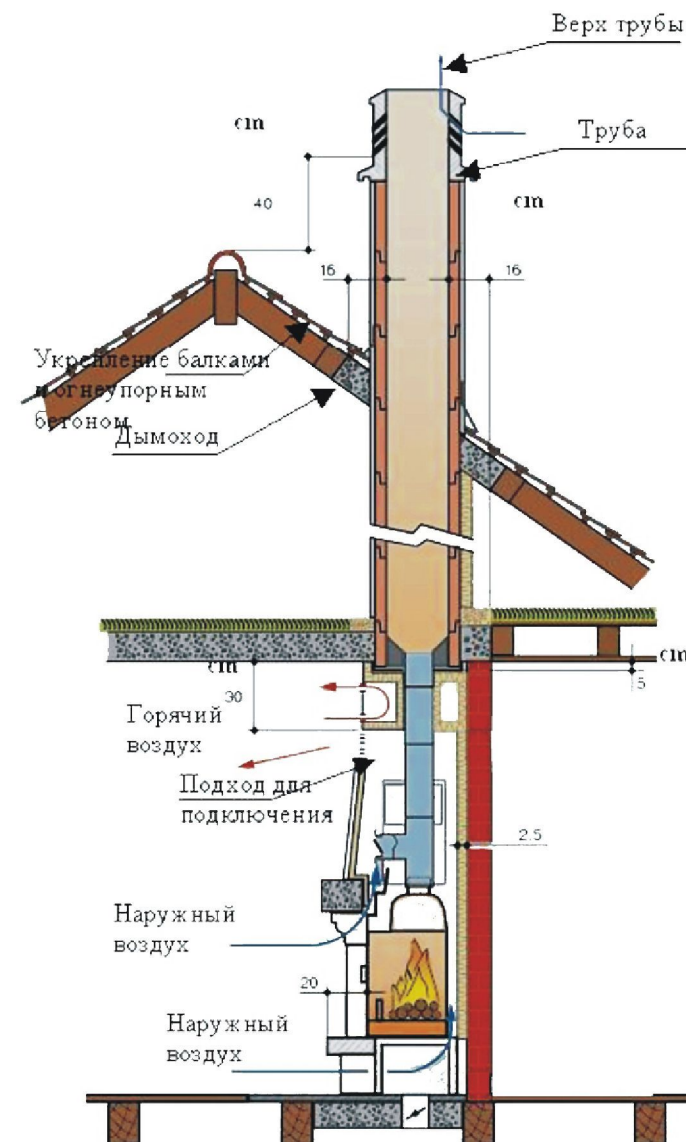 Верх трубы
cm
Труба
cm
40
16
16
Укрепление балками
и огнеупорным
бетоном
Дымоход
cm
cm
30
5
Горячий
воздух
Подход для
подключения
2.5
Наружный
воздух
20
Наружный
воздух